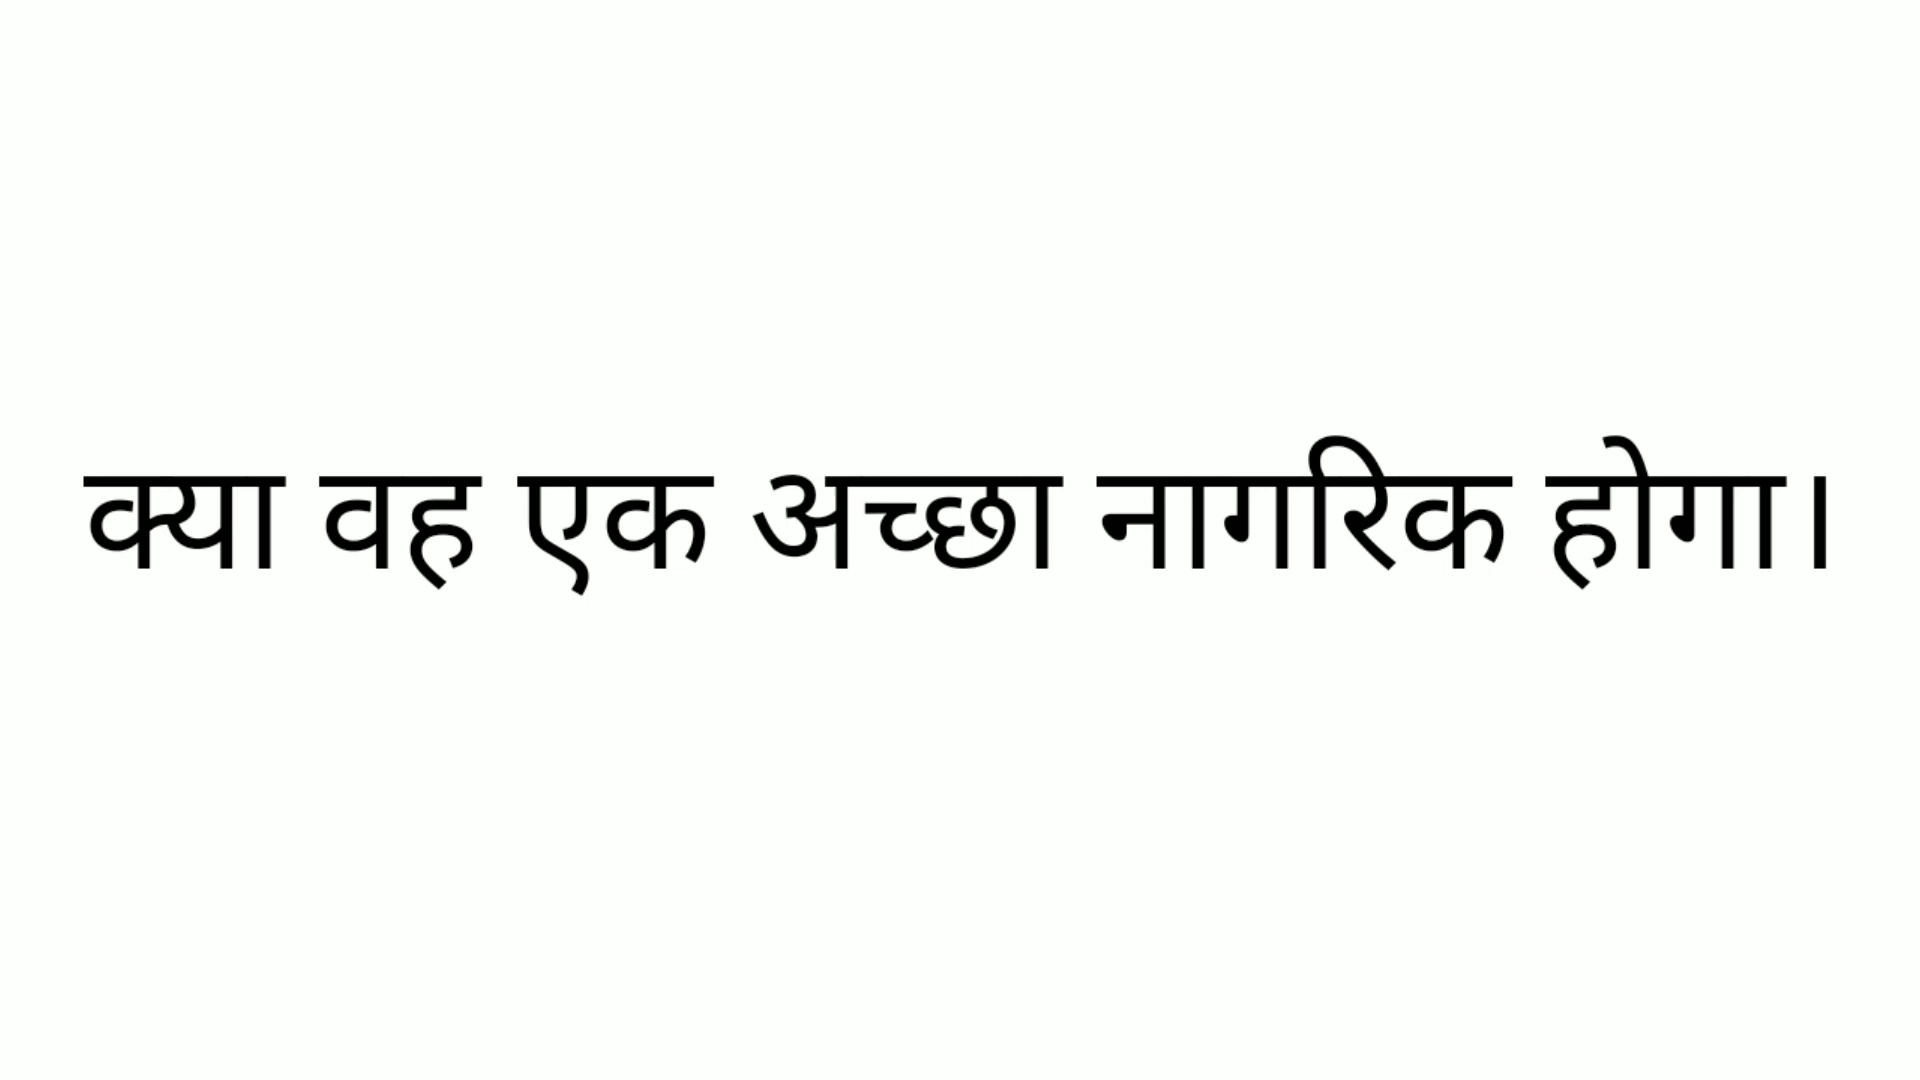 क्या वह एक अच्छा नागरिक होगा।